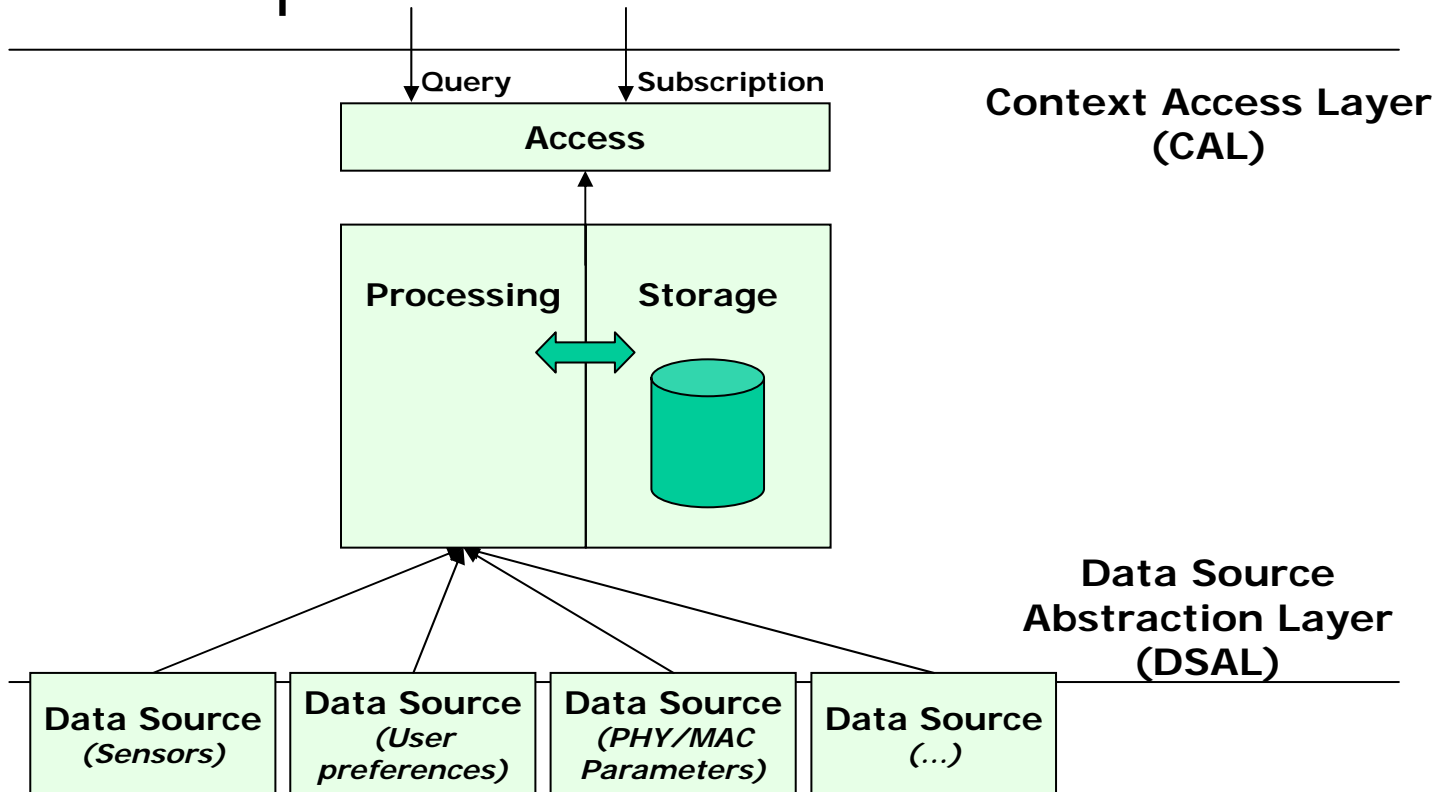 Query
Subscription
Context Access Layer
(CAL)
Access
Processing
Storage
Data Source
Abstraction Layer
(DSAL)
Data Source
(Sensors)
Data Source
(User
preferences)
Data Source
(PHY/MAC
Parameters)
Data Source
(...)